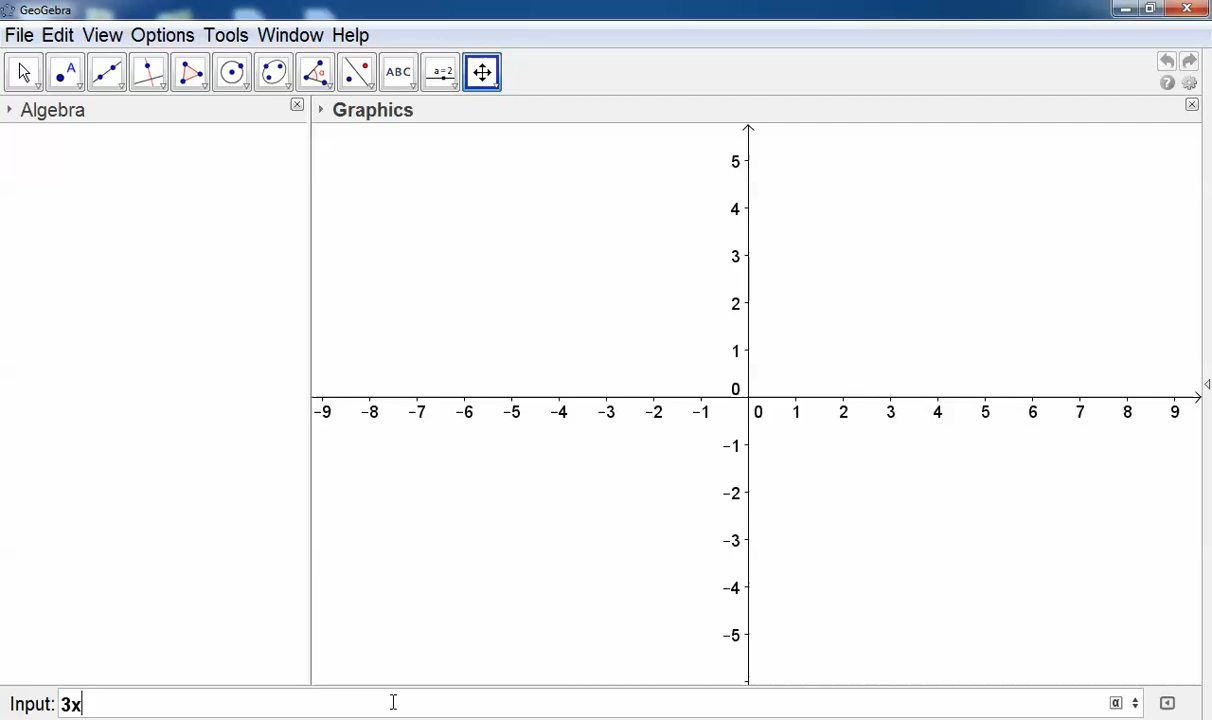 GeoGebra
File Edit View Options Tools Window Help
A
α
ABC
a=2
Algebra
Graphics
5
4
3
2
1
0
−9 −8 −7 −6 −5 −4 −3 −2 −1 0 1 2 3 4 5 6 7 8 9
−1
−2
−3
−4
−5
Input: 3x
α